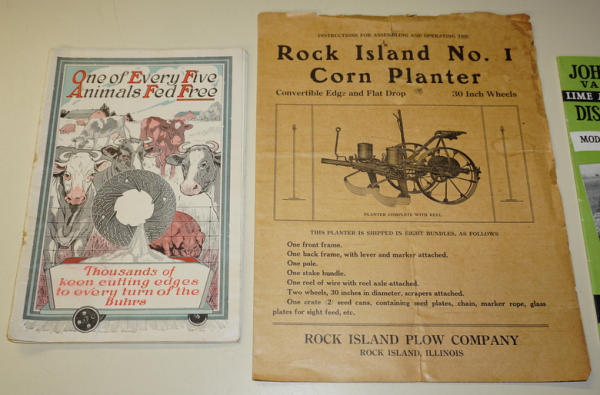 One of Every Five
Animals Fed Free
Thousands of
keen cutting edges
to every turn of the
Buhrs
INSTRUCTIONS FOR ASSEMBLING AND OPERATING THE
Rock Island No. 1
Corn Planter
Convertible Edge and Flat Drop 30 Inch Wheels
PLANTER COMPLETE WITH REEL.
THIS PLANTER IS SHIPPED IN EIGHT BUNDLES, AS FOLLOWS
One front frame.
One back frame, with lever and marker attached.
One pole.
One stake bundle.
One reel of wire with reel axle attached.
Two wheels, 30 inches in diameter, scrapers attached.
One crate (2) seed cans, containing seed plates, chain, marker rope, glass
plates for sight feed, etc.
ROCK ISLAND PLOW COMPANY
ROCK ISLAND, ILLINOIS
JOH
VA
LIME
DIS
MOD